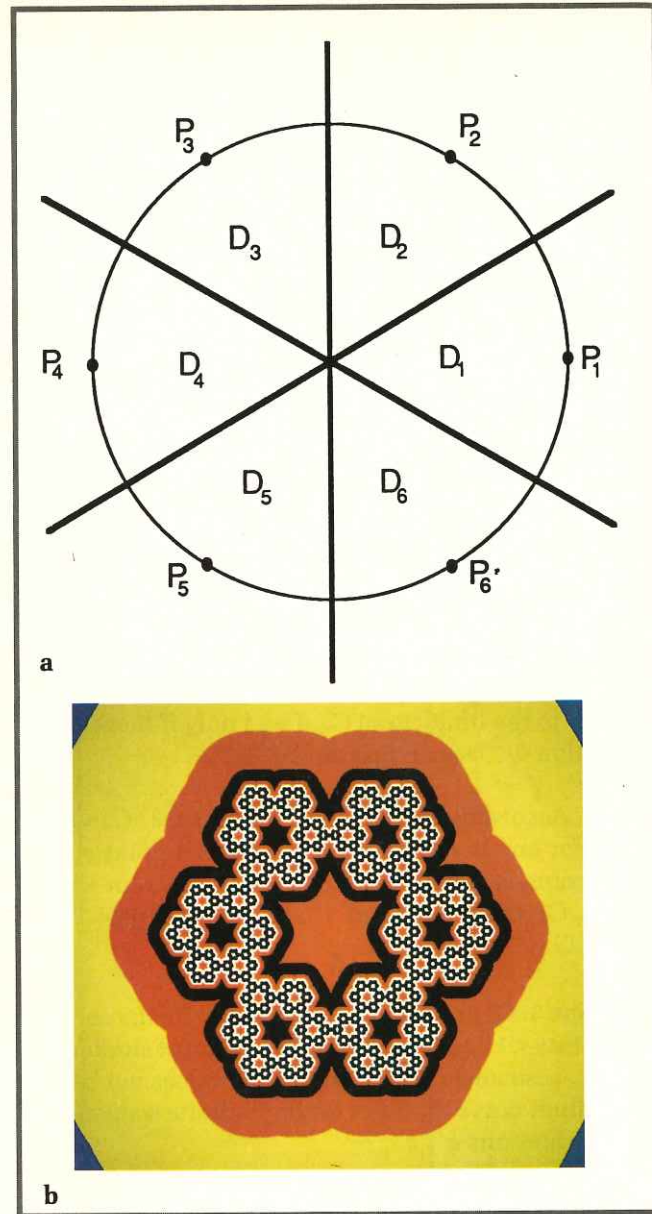 P₃ P₂
D₃ D₂
P₄ D₄ D₁ P₁
D₅ D₆
P₅ P₆
a
b